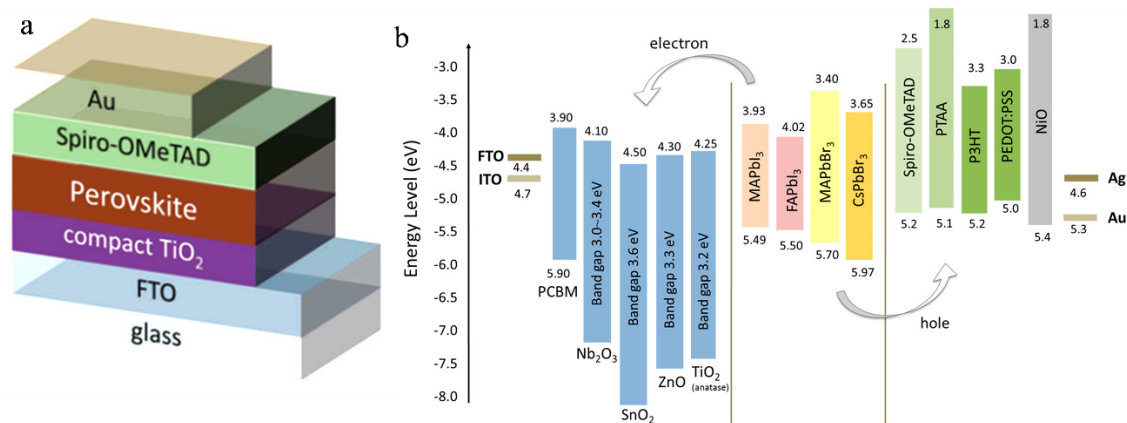 a
Au
Spiro-OMeTAD
Perovskite
compact TiO2
FTO
glass
b
Energy Level (eV)
-3.0
-3.5
-4.0
-4.5
-5.0
-5.5
-6.0
-6.5
-7.0
-7.5
-8.0
electron
hole
FTO
4.4
ITO
4.7
3.90
5.90
PCBM
4.10
Band gap 3.0~3.4 eV
Nb2O3
4.50
Band gap 3.6 eV
SnO2
4.30
Band gap 3.3 eV
ZnO
4.25
Band gap 3.2 eV
TiO2
(anatase)
3.93
MAPbI3
5.49
4.02
FAPbI3
5.50
3.40
MAPbBr3
5.70
3.65
CsPbBr3
5.97
2.5
Spiro-OMeTAD
5.2
1.8
PTAA
5.1
3.3
P3HT
5.2
3.0
PEDOT:PSS
5.0
1.8
NiO
5.4
Ag
4.6
Au
5.3